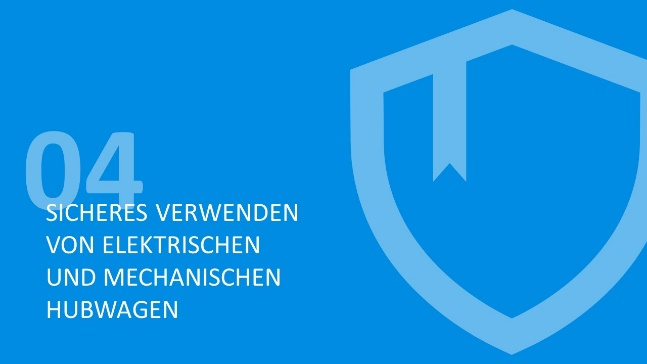 04
SICHERES VERWENDEN
VON ELEKTRISCHEN
UND MECHANISCHEN
HUBWAGEN